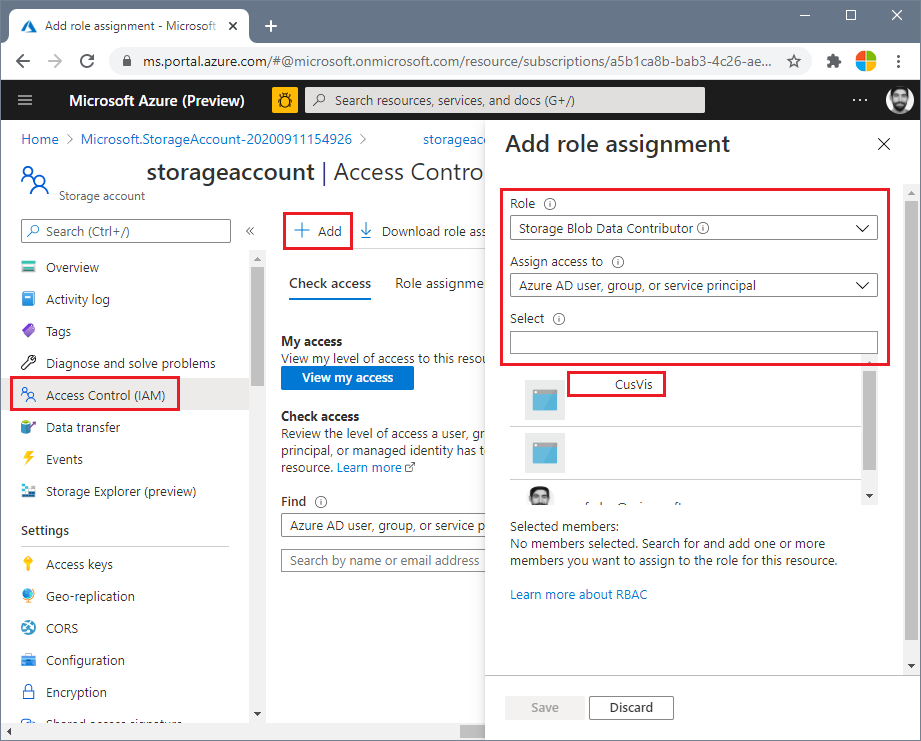 Add role assignment - Microsoft
ms.portal.azure.com/#@microsoft.onmicrosoft.com/resource/subscriptions/a5b1ca8b-bab3-4c26-ae...
Microsoft Azure (Preview)
Search resources, services, and docs (G+/)
Home > Microsoft.StorageAccount-20200911154926 > storageacc
storageaccount | Access Contro
Storage account
Search (Ctrl+/)
Overview
Activity log
Tags
Diagnose and solve problems
Access Control (IAM)
Data transfer
Events
Storage Explorer (preview)
Settings
Access keys
Geo-replication
CORS
Configuration
Encryption
Shared access signature
Add
Download role ass
Check access
Role assignme
My access
View my level of access to this resou
View my access
Check access
Review the level of access a user, gr
principal, or managed identity has t
resource. Learn more
Find
Azure AD user, group, or service p
Search by name or email address
Add role assignment
Role
Storage Blob Data Contributor
Assign access to
Azure AD user, group, or service principal
Select
CusVis
Selected members:
No members selected. Search for and add one or more
members you want to assign to the role for this resource.
Learn more about RBAC
Save
Discard